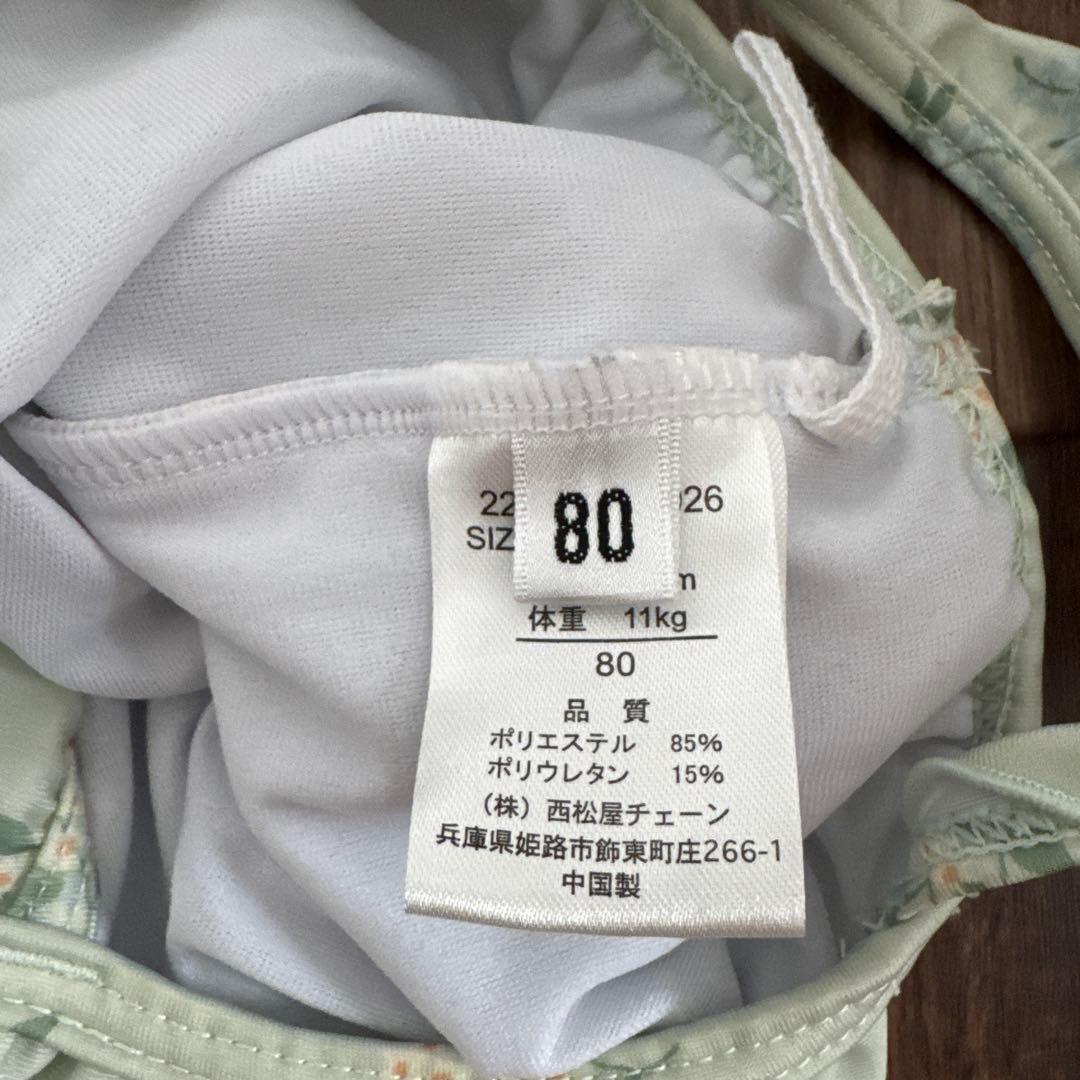 22
026
SIZ
80
m
体重 11kg
80
品 質
ポリエステル 85%
ポリウレタン 15%
(株)西松屋チェーン
兵庫県姫路市飾東町庄266-1
中国製